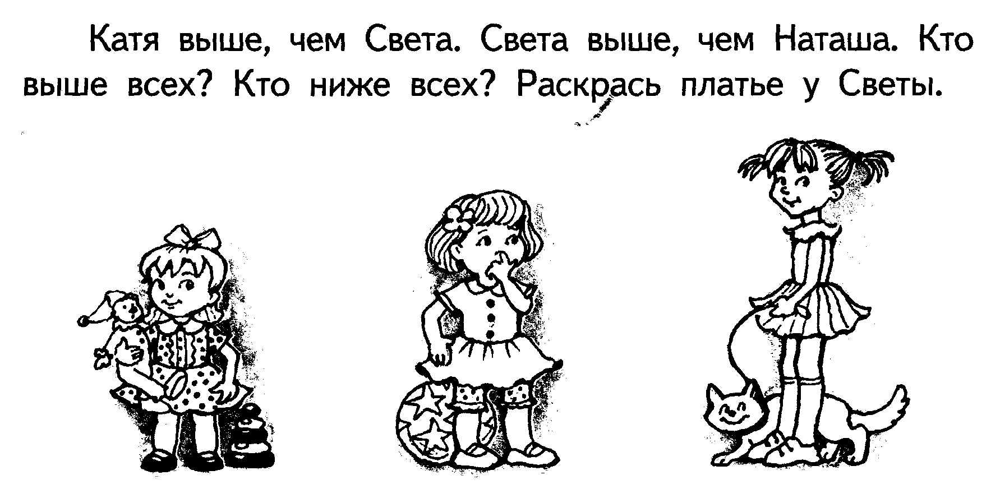 Катя выше, чем Света. Света выше, чем Наташа. Кто
выше всех? Кто ниже всех? Раскрась платье у Светы.